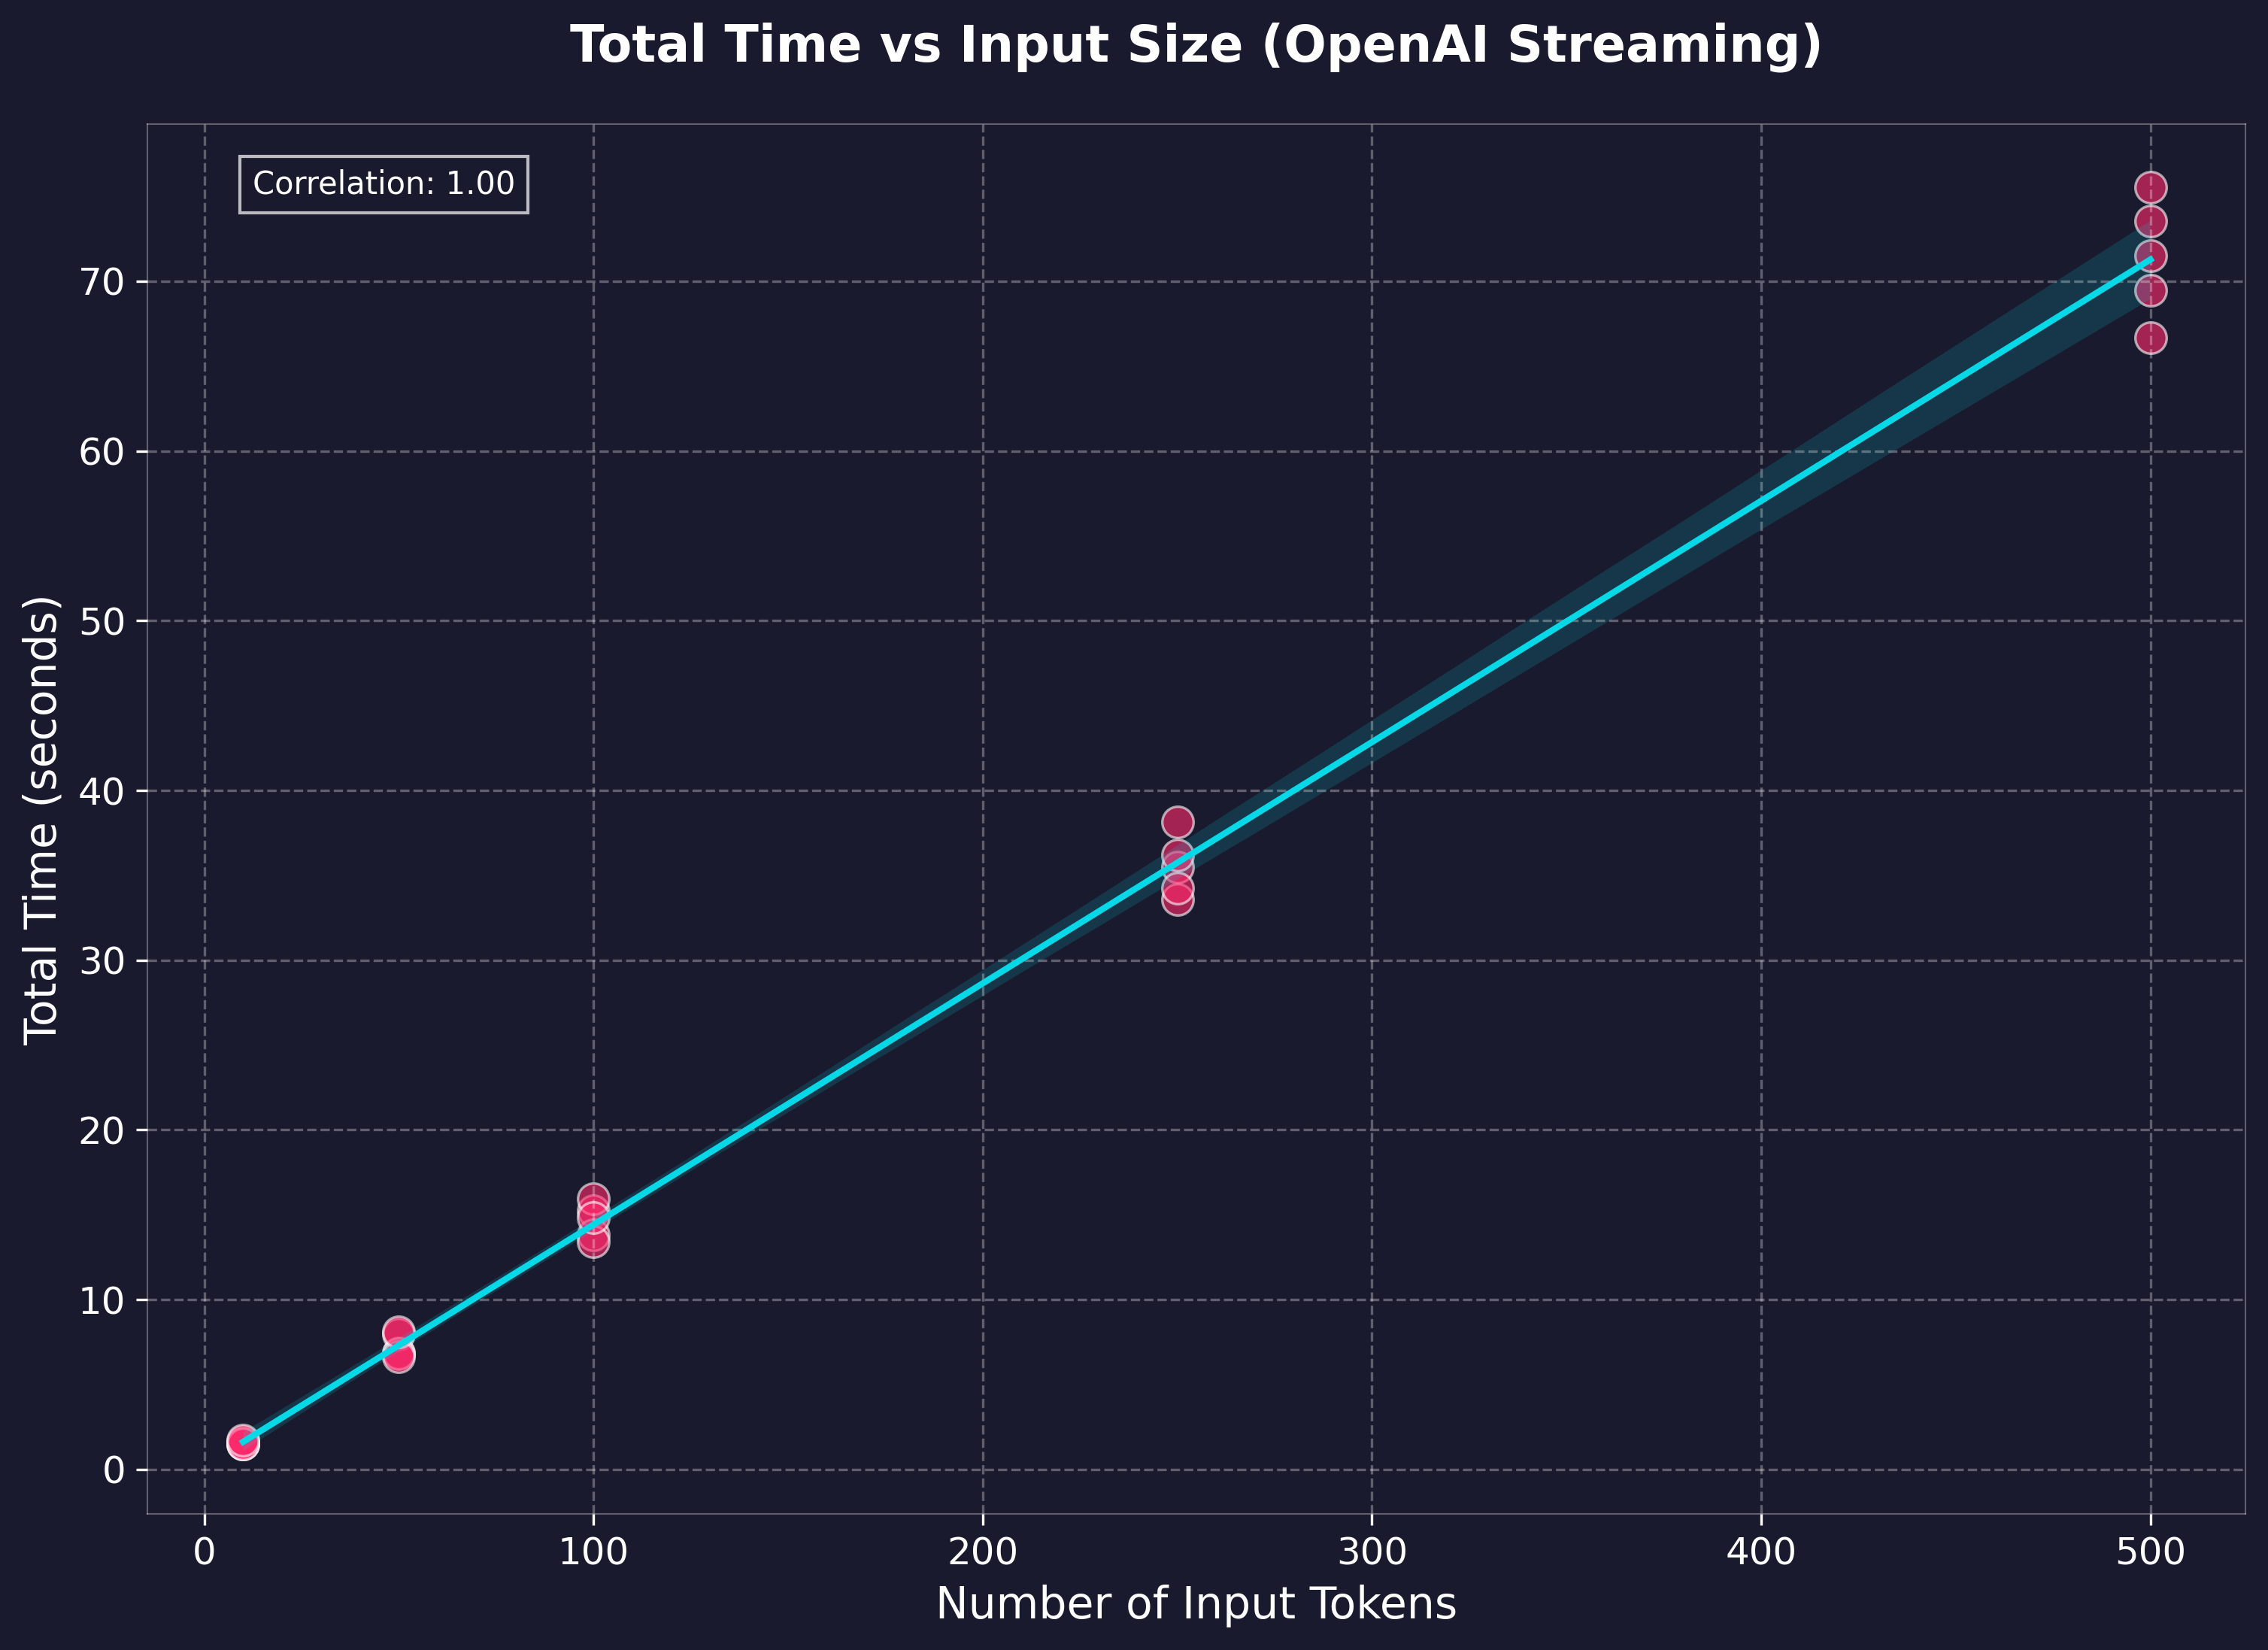 Total Time vs Input Size (OpenAI Streaming)
Correlation: 1.00
Total Time (seconds)
70
60
50
40
30
20
10
0
0 100 200 300 400 500
Number of Input Tokens